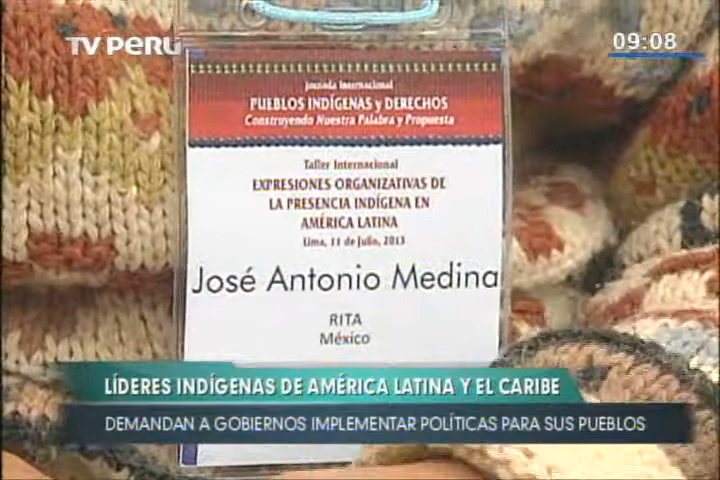 TV PERU
09:08
Jornada Internacional
PUEBLOS INDÍGENAS y DERECHOS
Construyendo Nuestra Palabra y Propuesta
Taller Internacional
EXPRESIONES ORGANIZATIVAS DE
LA PRESENCIA INDÍGENA EN
AMÉRICA LATINA
Lima, 11 de Julio, 2013
José Antonio Medina
RITA
México
LÍDERES INDÍGENAS DE AMÉRICA LATINA Y EL CARIBE
DEMANDAN A GOBIERNOS IMPLEMENTAR POLÍTICAS PARA SUS PUEBLOS